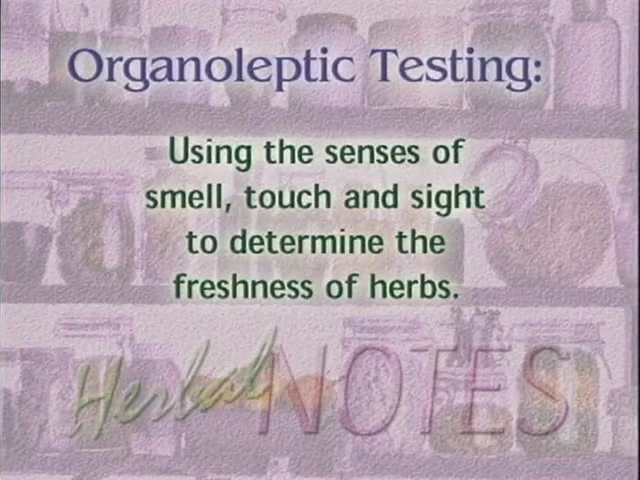 Organoleptic Testing:
Using the senses of
smell, touch and sight
to determine the
freshness of herbs.
Herbal NOTES